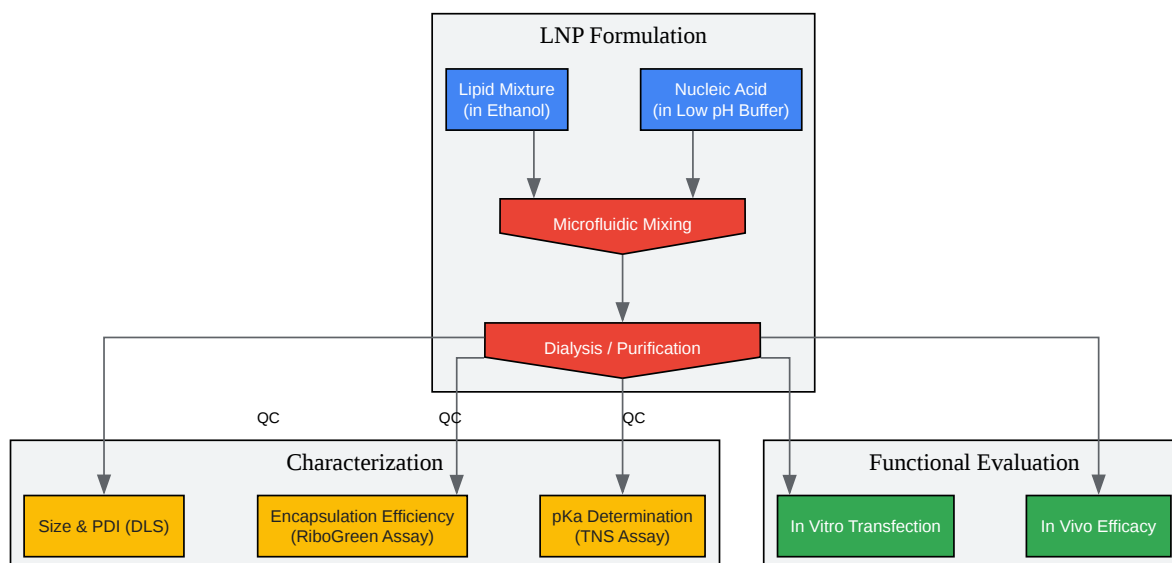 LNP Formulation
Lipid Mixture
(in Ethanol)
Nucleic Acid
(in Low pH Buffer)
Microfluidic Mixing
Dialysis / Purification
QC
QC
QC
Characterization
Functional Evaluation
Size & PDI (DLS)
Encapsulation Efficiency
(RiboGreen Assay)
pKa Determination
(TNS Assay)
In Vitro Transfection
In Vivo Efficacy